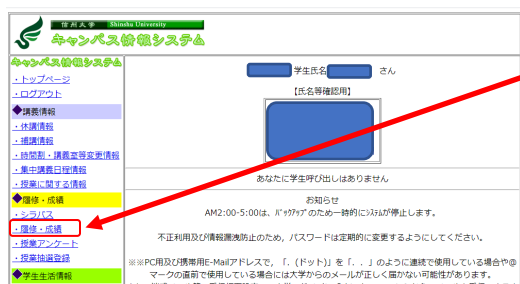 信州大学 Shinshu University
キャンパス情報システム
キャンパス情報システム
・トップページ
・ログアウト
◆講義情報
・休講情報
・補講情報
・時間割・講義室等変更情報
・集中講義日程情報
・授業に関する情報
◆履修・成績
・シラバス
・履修・成績
・授業アンケート
・授業抽選登録
◆学生生活情報
学生氏名 さん
【氏名等確認用】
あなたに学生呼び出しはありません
お知らせ
AM2:00-5:00は、バックアップのため一時的にシステムが停止します。
不正利用及び情報漏洩防止のため，パスワードは定期的に変更するようにしてください。
※※PC用及び携帯用E-Mailアドレスで，「．(ドット)」を「．．」のように連続で使用している場合や@
マークの直前で使用している場合には大学からのメールが正しく届かない可能性があります。